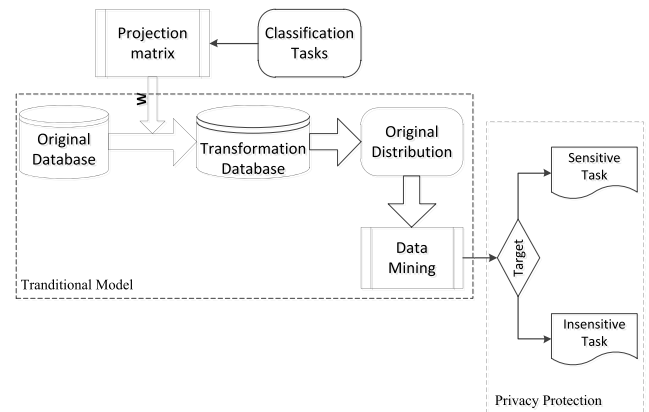 Projection
matrix
Classification
Tasks
W
Original
Database
Transformation
Database
Original
Distribution
Data
Mining
Tranditional Model
Target
Sensitive
Task
Insensitive
Task
Privacy Protection